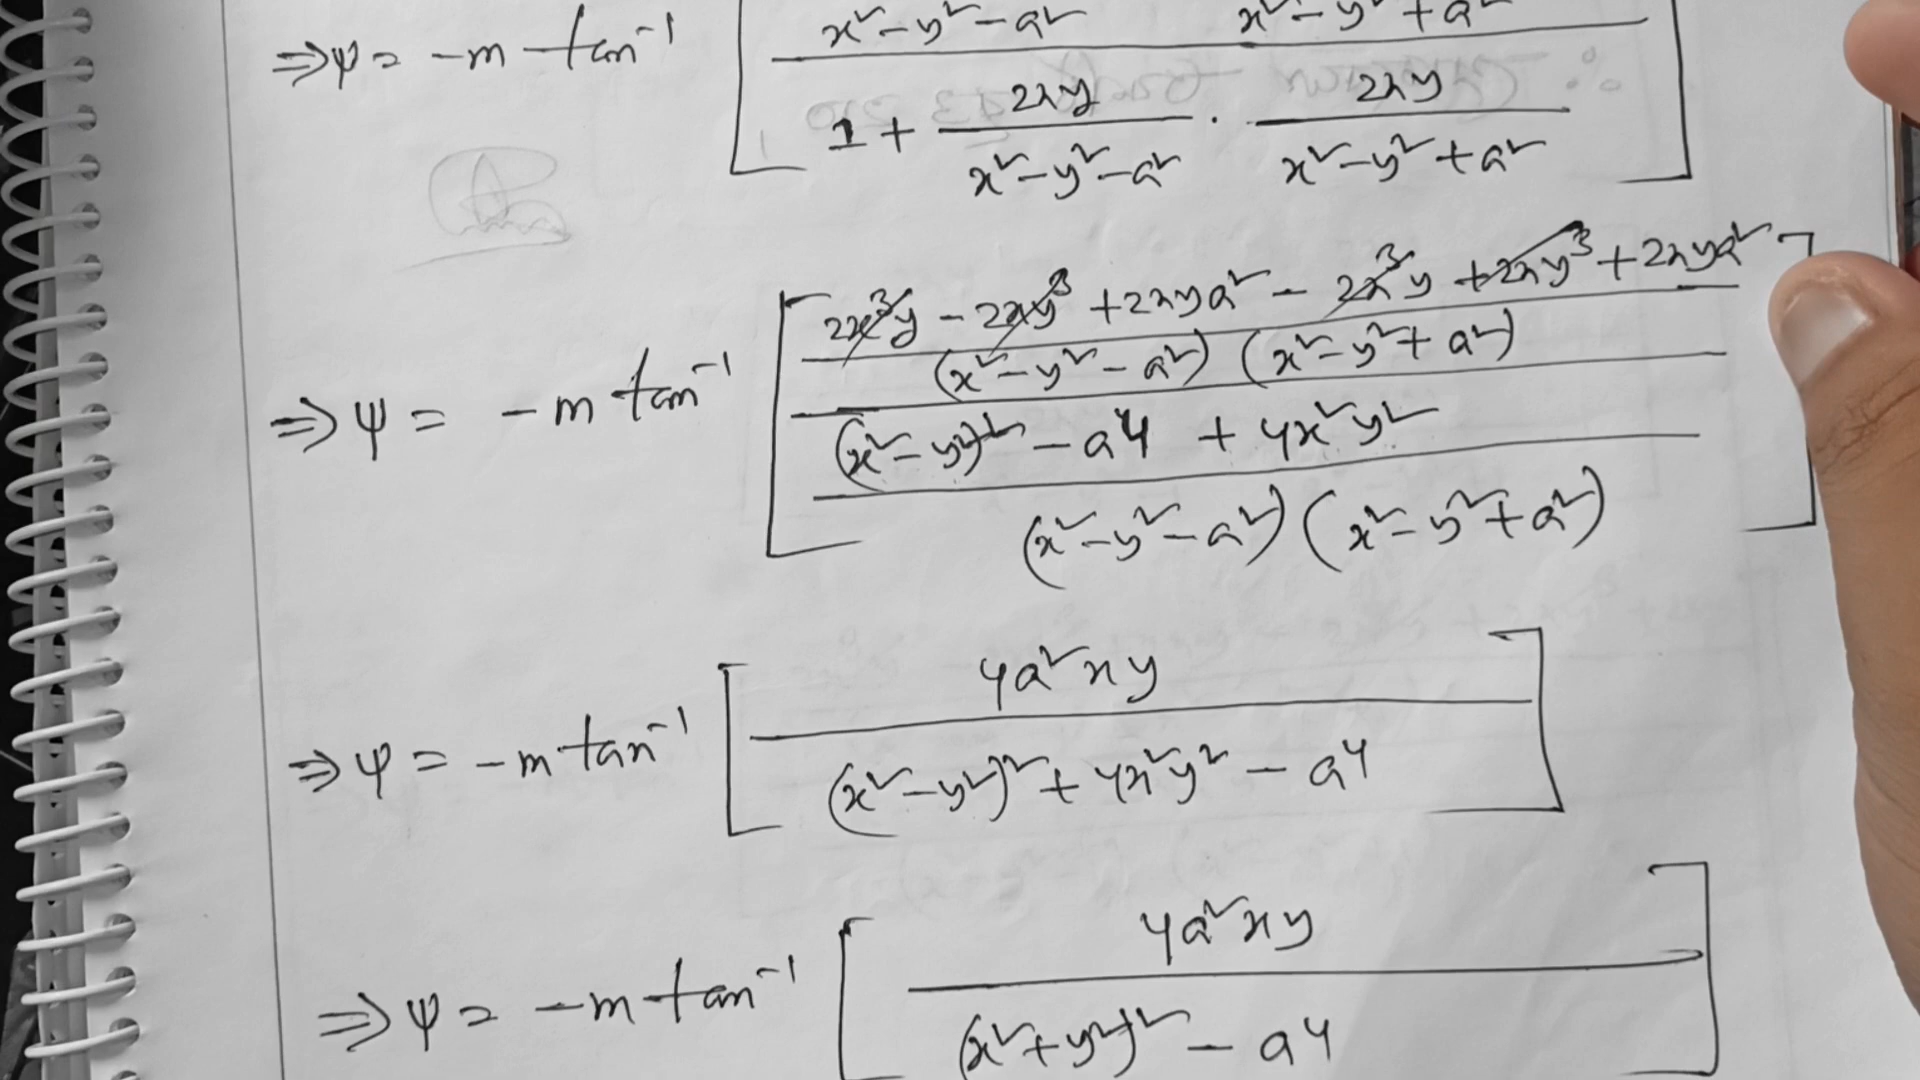 ⇒ψ = -m tan⁻¹ [ x²-y²-a² x²-y²+a²
1 + 2xy/(x²-y²-a²) · 2xy/(x²-y²+a²) ]
⇒ ψ = -m tan⁻¹ [ 2x³y - 2xy³ + 2xya² - 2x³y + 2xy³ + 2xya²
(x²-y²-a²) (x²-y²+a²)
(x²-y²)² - a4 + 4x²y²
(x²-y²-a²) (x²-y²+a²) ]
⇒ ψ = -m tan⁻¹ [ 4a²xy
(x²-y²)² + 4x²y² - a4 ]
⇒ ψ = -m tan⁻¹ [ 4a²xy
(x²+y²)² - a4 ]